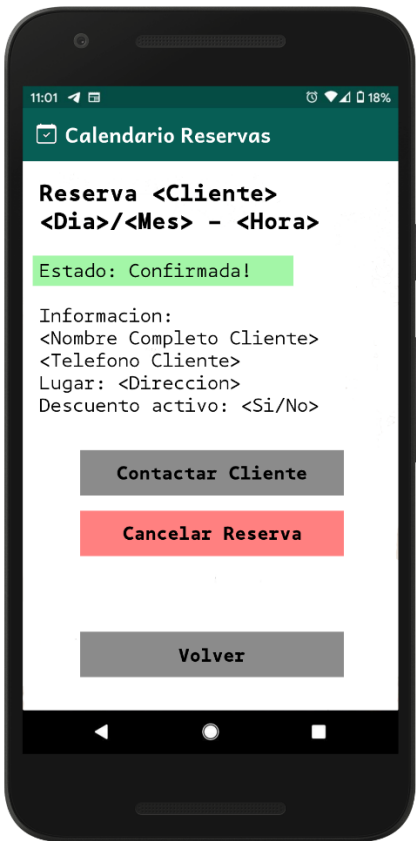 11:01 18%
Calendario Reservas
Reserva <Cliente>
<Dia>/<Mes> - <Hora>
Estado: Confirmada!
Informacion:
<Nombre Completo Cliente>
<Telefono Cliente>
Lugar: <Direccion>
Descuento activo: <Si/No>
Contactar Cliente
Cancelar Reserva
Volver